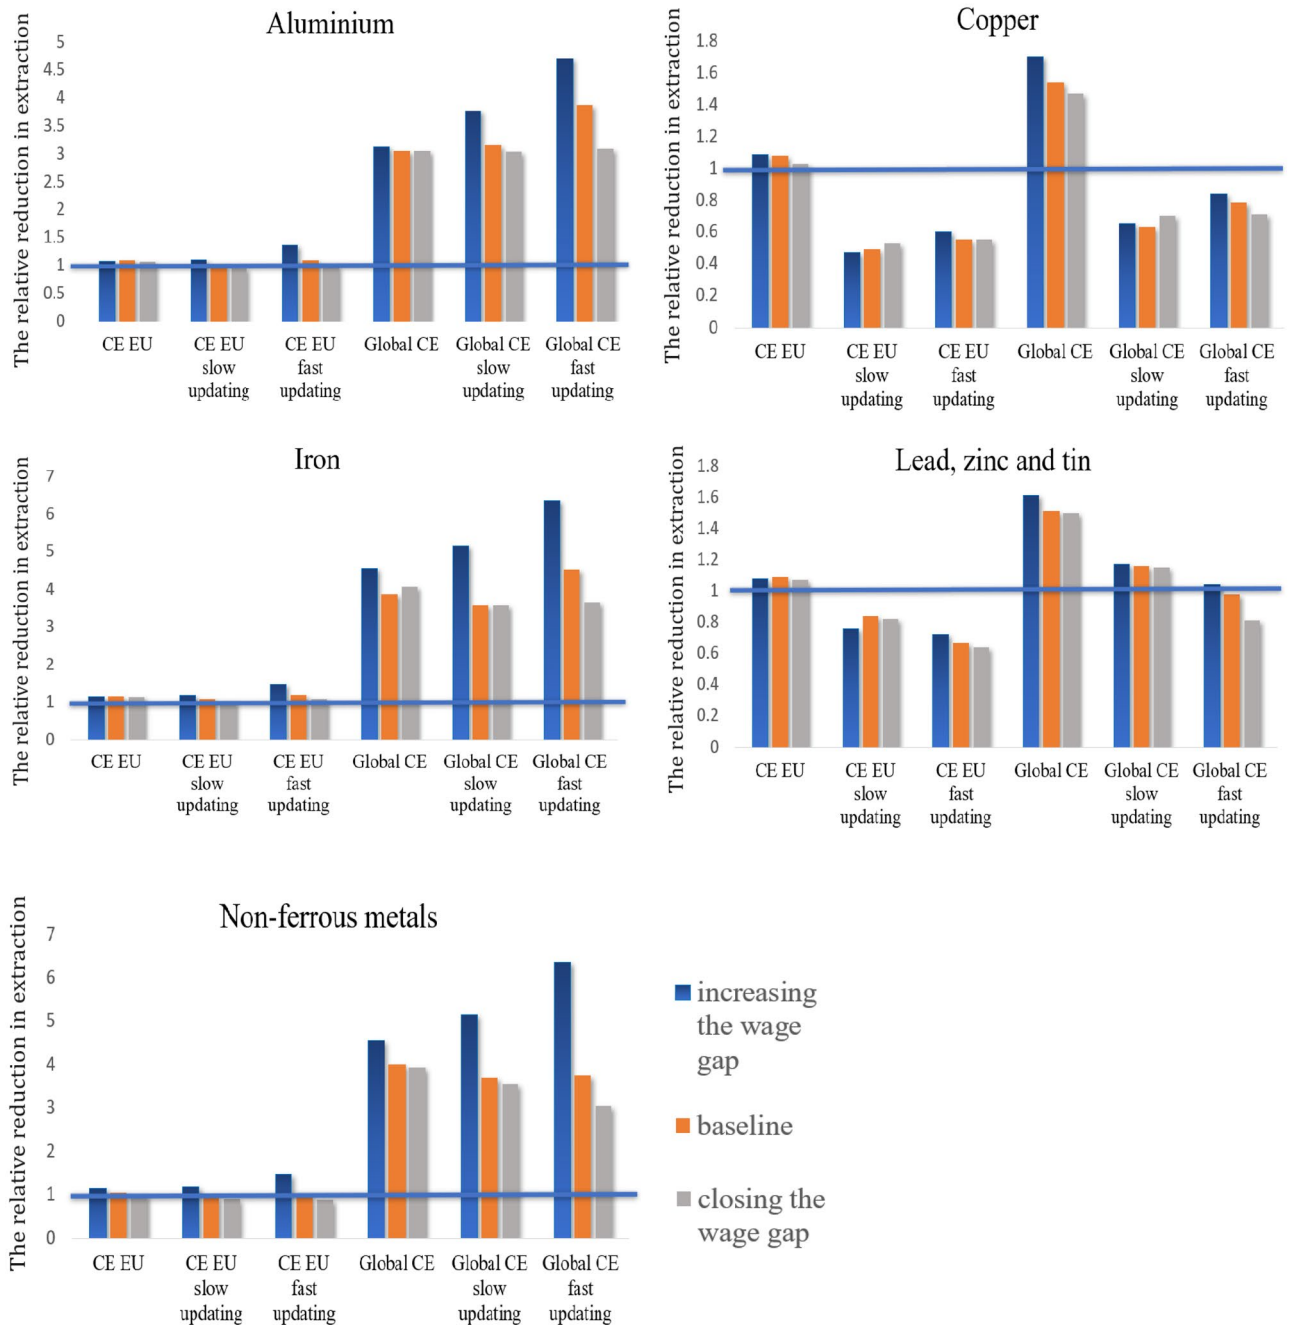 Aluminium
The relative reduction in extraction
5
4.5
4
3.5
3
2.5
2
1.5
1
0.5
0
CE EU
CE EU
slow
updating
CE EU
fast
updating
Global CE
Global CE
slow
updating
Global CE
fast
updating
Copper
The relative reduction in extraction
1.8
1.6
1.4
1.2
1
0.8
0.6
0.4
0.2
0
CE EU
CE EU
slow
updating
CE EU
fast
updating
Global CE
Global CE
slow
updating
Global CE
fast
updating
Iron
The relative reduction in extraction
7
6
5
4
3
2
1
0
CE EU
CE EU
slow
updating
CE EU
fast
updating
Global CE
Global CE
slow
updating
Global CE
fast
updating
Lead, zinc and tin
The relative reduction in extraction
1.8
1.6
1.4
1.2
1
0.8
0.6
0.4
0.2
0
CE EU
CE EU
slow
updating
CE EU
fast
updating
Global CE
Global CE
slow
updating
Global CE
fast
updating
Non-ferrous metals
The relative reduction in extraction
7
6
5
4
3
2
1
0
CE EU
CE EU
slow
updating
CE EU
fast
updating
Global CE
Global CE
slow
updating
Global CE
fast
updating
increasing
the wage
gap
baseline
closing the
wage gap